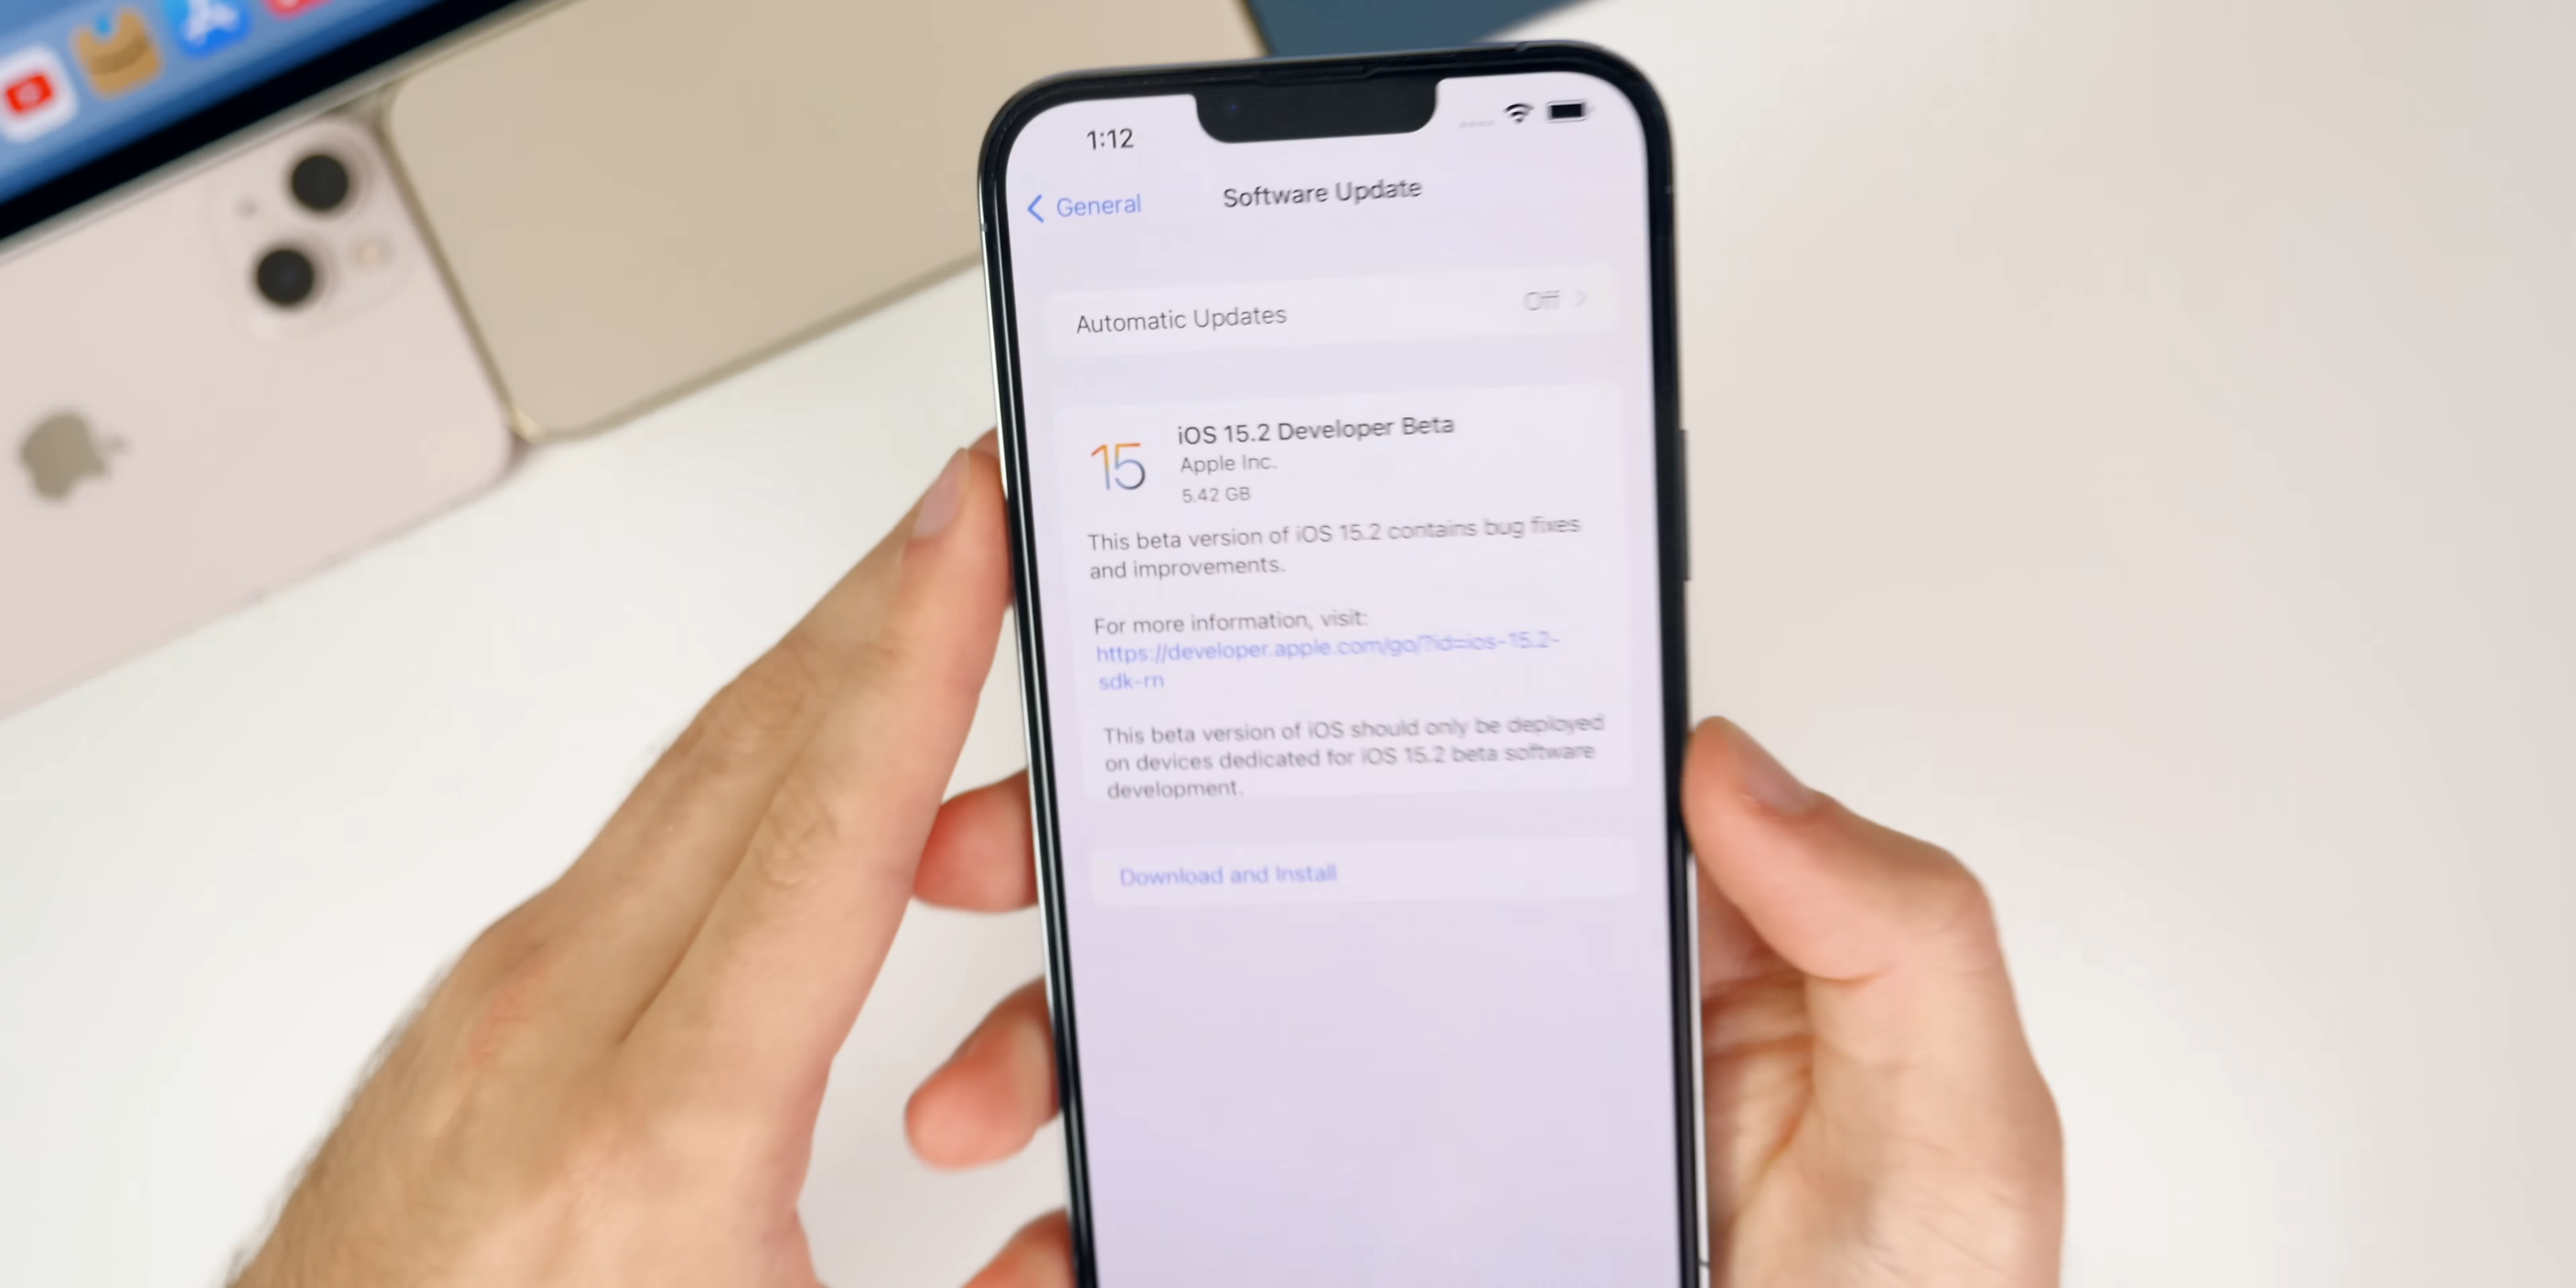 1:12
General
Software Update
Automatic Updates
Off
15
iOS 15.2 Developer Beta
Apple Inc.
5.42 GB
This beta version of iOS 15.2 contains bug fixes
and improvements.
For more information, visit:
https://developer.apple.com/go/?id=ios-15.2-
sdk-rn
This beta version of iOS should only be deployed
on devices dedicated for iOS 15.2 beta software
development.
Download and Install